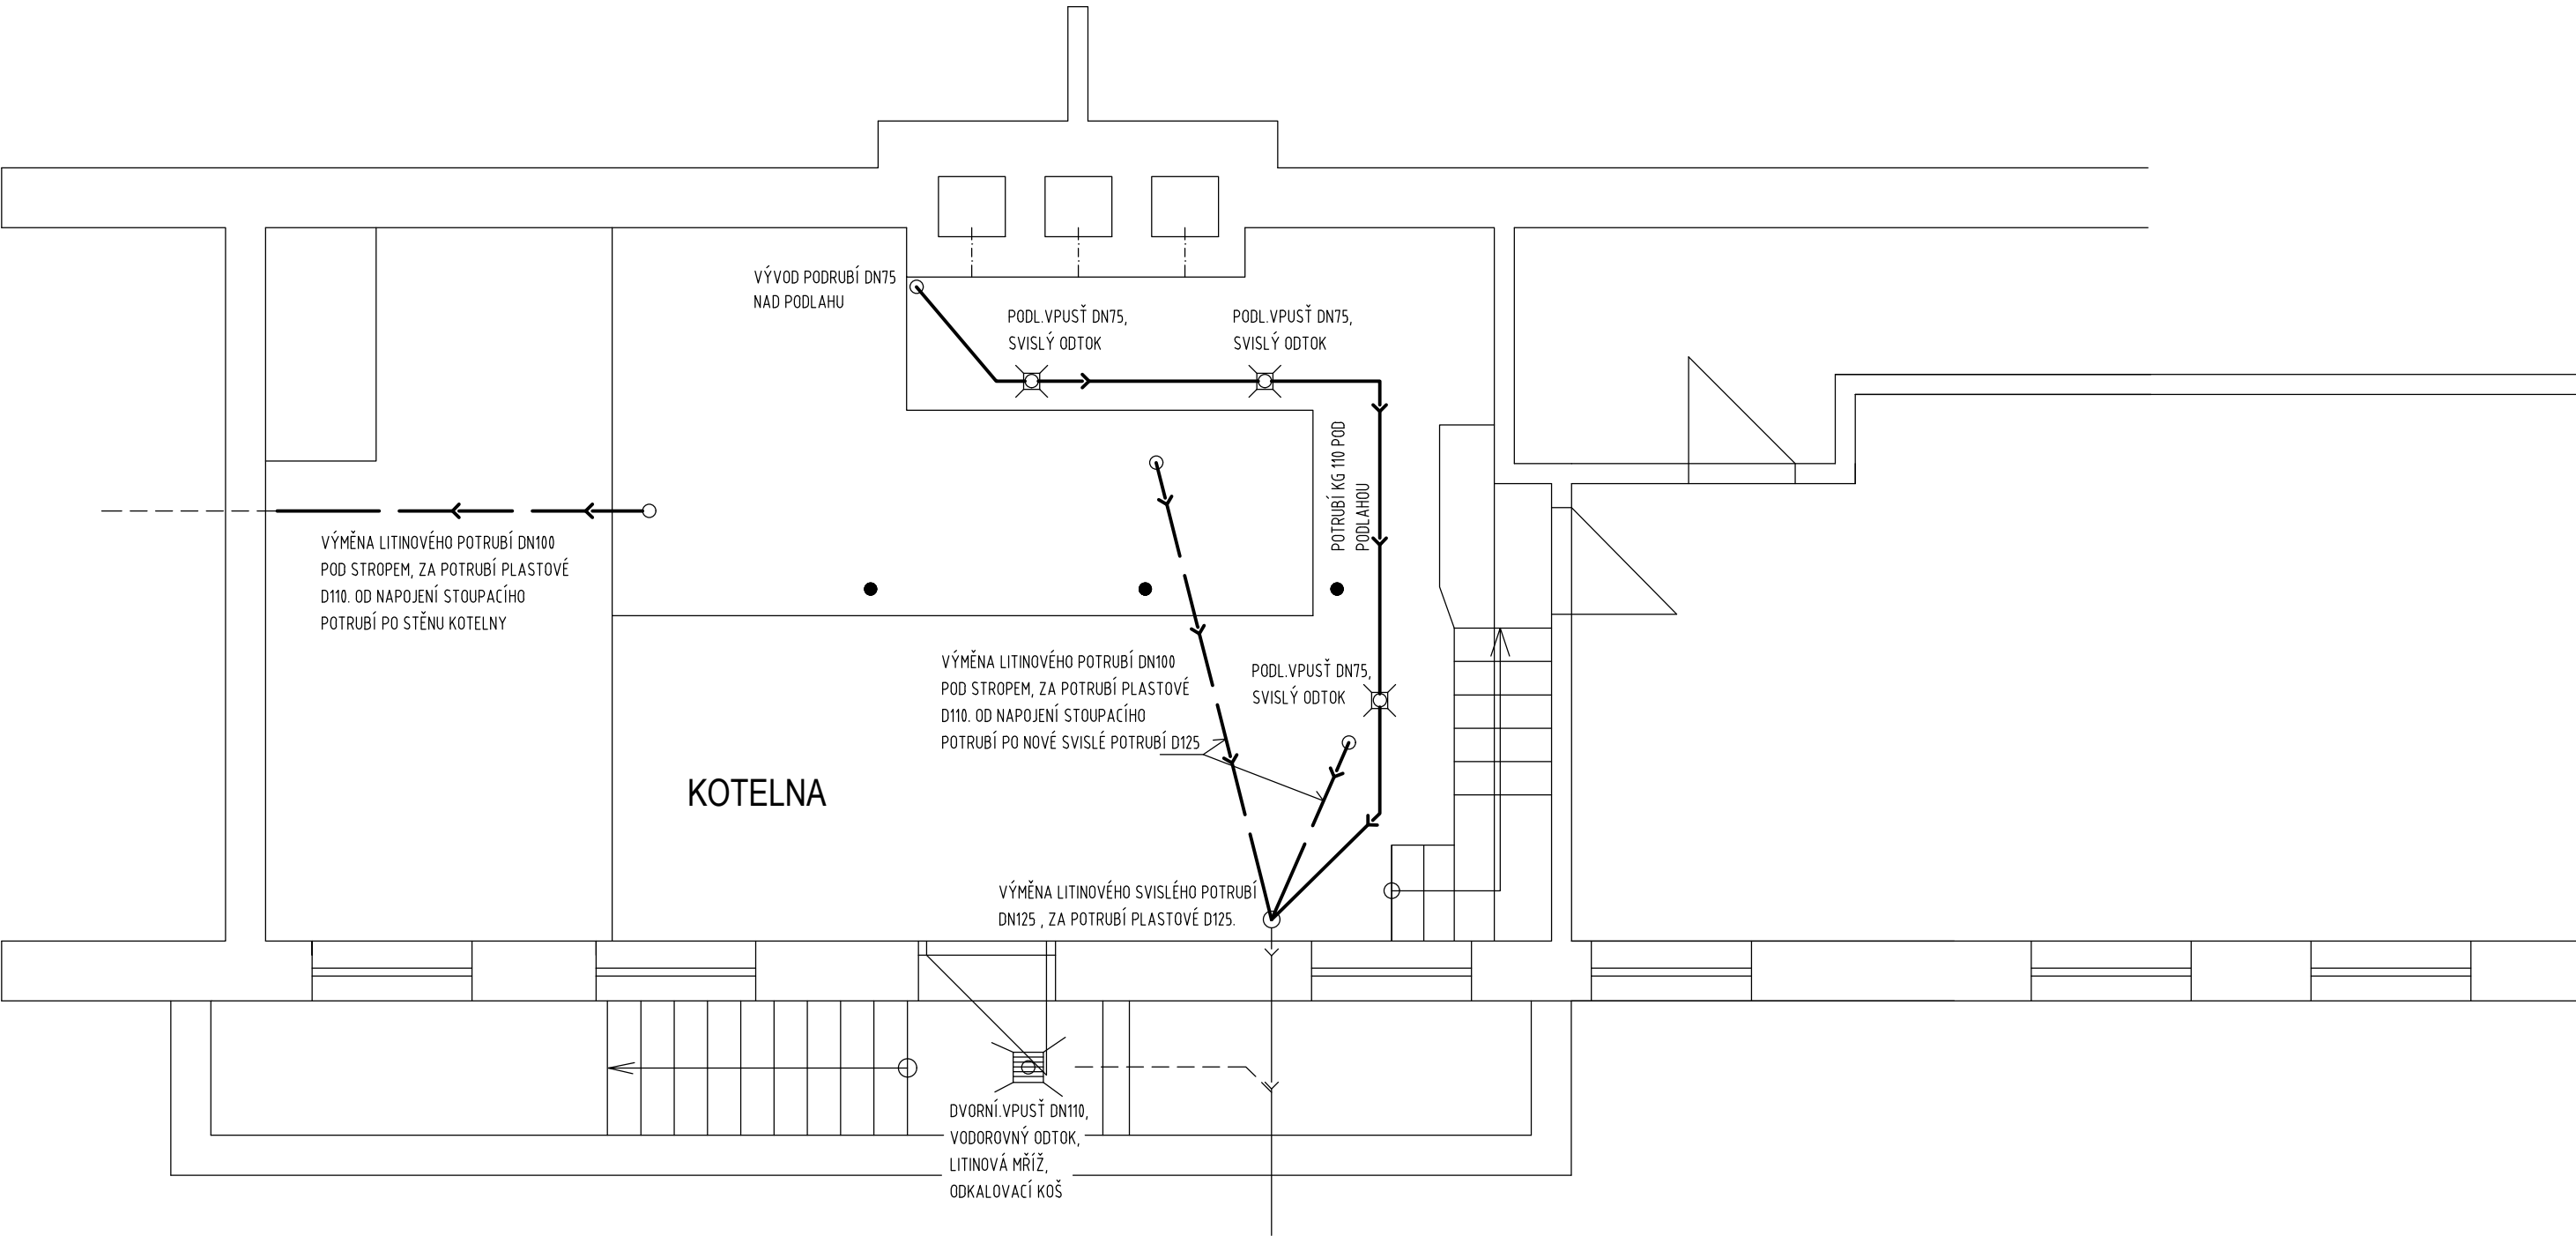 VÝVOD PODRUBÍ DN75
NAD PODLAHU
PODL.VPUSŤ DN75,
SVISLÝ ODTOK
PODL.VPUSŤ DN75,
SVISLÝ ODTOK
POTRUBÍ KG 110 POD
PODLAHOU
VÝMĚNA LITINOVÉHO POTRUBÍ DN100
POD STROPEM, ZA POTRUBÍ PLASTOVÉ
D110. OD NAPOJENÍ STOUPACÍHO
POTRUBÍ PO STĚNU KOTELNY
VÝMĚNA LITINOVÉHO POTRUBÍ DN100
POD STROPEM, ZA POTRUBÍ PLASTOVÉ
D110. OD NAPOJENÍ STOUPACÍHO
POTRUBÍ PO NOVÉ SVISLÉ POTRUBÍ D125
PODL.VPUSŤ DN75,
SVISLÝ ODTOK
KOTELNA
VÝMĚNA LITINOVÉHO SVISLÉHO POTRUBÍ
DN125 , ZA POTRUBÍ PLASTOVÉ D125.
DVORNÍ.VPUSŤ DN110,
VODOROVNÝ ODTOK,
LITINOVÁ MŘÍŽ,
ODKALOVACÍ KOŠ